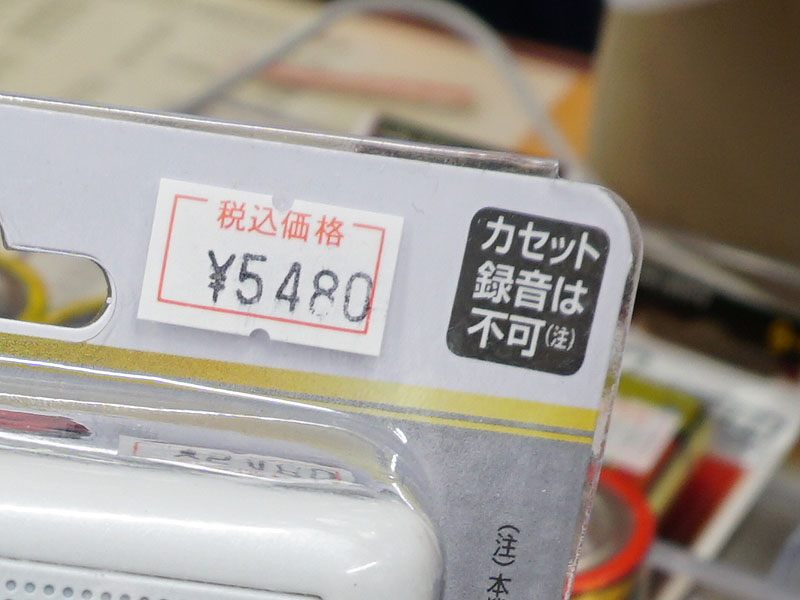 税込価格
¥5480
カセット
録音は
不可(注)
(注)本